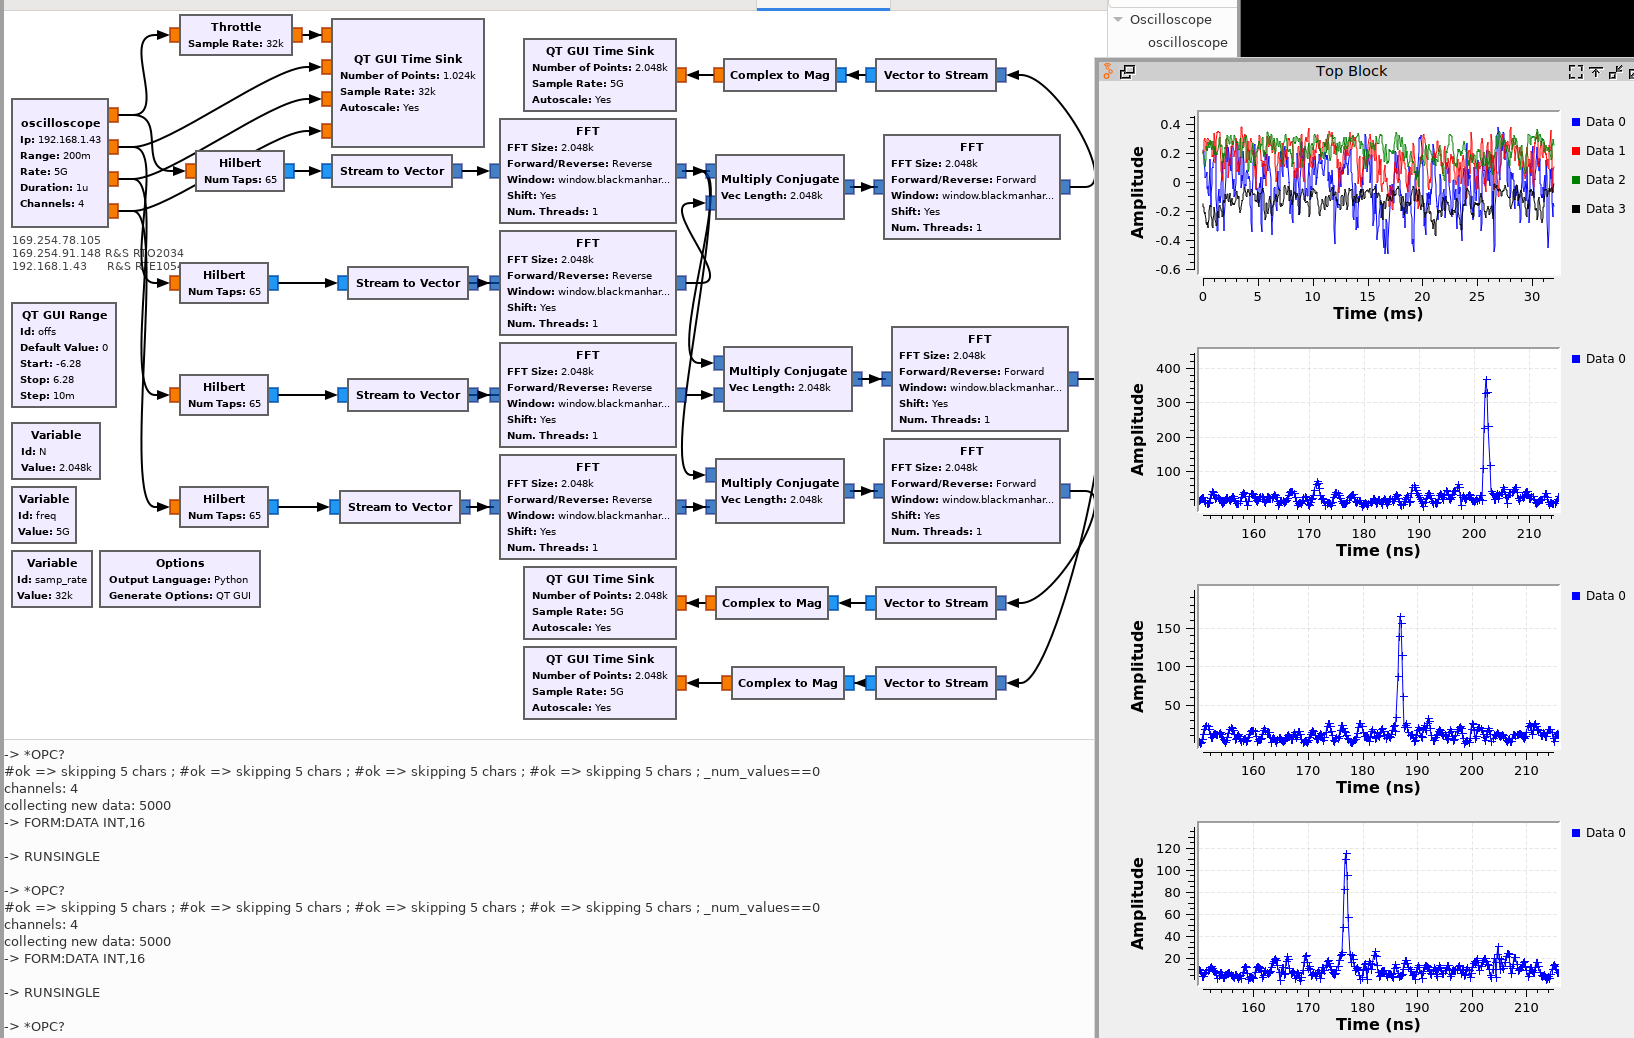 Throttle
Sample Rate: 32k
QT GUI Time Sink
Number of Points: 1.024k
Sample Rate: 32k
Autoscale: Yes
oscilloscope
Ip: 192.168.1.43
Range: 200m
Rate: 5G
Duration: 1u
Channels: 4
169.254.78.105
169.254.91.148 R&S RTO2034
192.168.1.43 R&S RTE1054
QT GUI Range
Id: offs
Default Value: 0
Start: -6.28
Stop: 6.28
Step: 10m
Variable
Id: N
Value: 2.048k
Variable
Id: freq
Value: 5G
Variable
Id: samp_rate
Value: 32k
Options
Output Language: Python
Generate Options: QT GUI
Hilbert
Num Taps: 65
Hilbert
Num Taps: 65
Hilbert
Num Taps: 65
Hilbert
Num Taps: 65
Stream to Vector
Stream to Vector
Stream to Vector
Stream to Vector
QT GUI Time Sink
Number of Points: 2.048k
Sample Rate: 5G
Autoscale: Yes
Complex to Mag
Vector to Stream
FFT
FFT Size: 2.048k
Forward/Reverse: Reverse
Window: window.blackmanhar...
Shift: Yes
Num. Threads: 1
FFT
FFT Size: 2.048k
Forward/Reverse: Reverse
Window: window.blackmanhar...
Shift: Yes
Num. Threads: 1
FFT
FFT Size: 2.048k
Forward/Reverse: Reverse
Window: window.blackmanhar...
Shift: Yes
Num. Threads: 1
FFT
FFT Size: 2.048k
Forward/Reverse: Reverse
Window: window.blackmanhar...
Shift: Yes
Num. Threads: 1
Multiply Conjugate
Vec Length: 2.048k
Multiply Conjugate
Vec Length: 2.048k
Multiply Conjugate
Vec Length: 2.048k
FFT
FFT Size: 2.048k
Forward/Reverse: Forward
Window: window.blackmanhar...
Shift: Yes
Num. Threads: 1
FFT
FFT Size: 2.048k
Forward/Reverse: Forward
Window: window.blackmanhar...
Shift: Yes
Num. Threads: 1
FFT
FFT Size: 2.048k
Forward/Reverse: Forward
Window: window.blackmanhar...
Shift: Yes
Num. Threads: 1
QT GUI Time Sink
Number of Points: 2.048k
Sample Rate: 5G
Autoscale: Yes
Complex to Mag
Vector to Stream
QT GUI Time Sink
Number of Points: 2.048k
Sample Rate: 5G
Autoscale: Yes
Complex to Mag
Vector to Stream
-> *OPC?
#ok => skipping 5 chars ; #ok => skipping 5 chars ; #ok => skipping 5 chars ; #ok => skipping 5 chars ; _num_values==0
channels: 4
collecting new data: 5000
-> FORM:DATA INT,16
-> RUNSINGLE
-> *OPC?
#ok => skipping 5 chars ; #ok => skipping 5 chars ; #ok => skipping 5 chars ; #ok => skipping 5 chars ; _num_values==0
channels: 4
collecting new data: 5000
-> FORM:DATA INT,16
-> RUNSINGLE
-> *OPC?
Oscilloscope
oscilloscope
Top Block
Amplitude
0.4
0.2
0
-0.2
-0.4
-0.6
0 5 10 15 20 25 30
Time (ms)
Data 0
Data 1
Data 2
Data 3
Amplitude
400
300
200
100
160 170 180 190 200 210
Time (ns)
Data 0
Amplitude
150
100
50
160 170 180 190 200 210
Time (ns)
Data 0
Amplitude
120
100
80
60
40
20
160 170 180 190 200 210
Time (ns)
Data 0